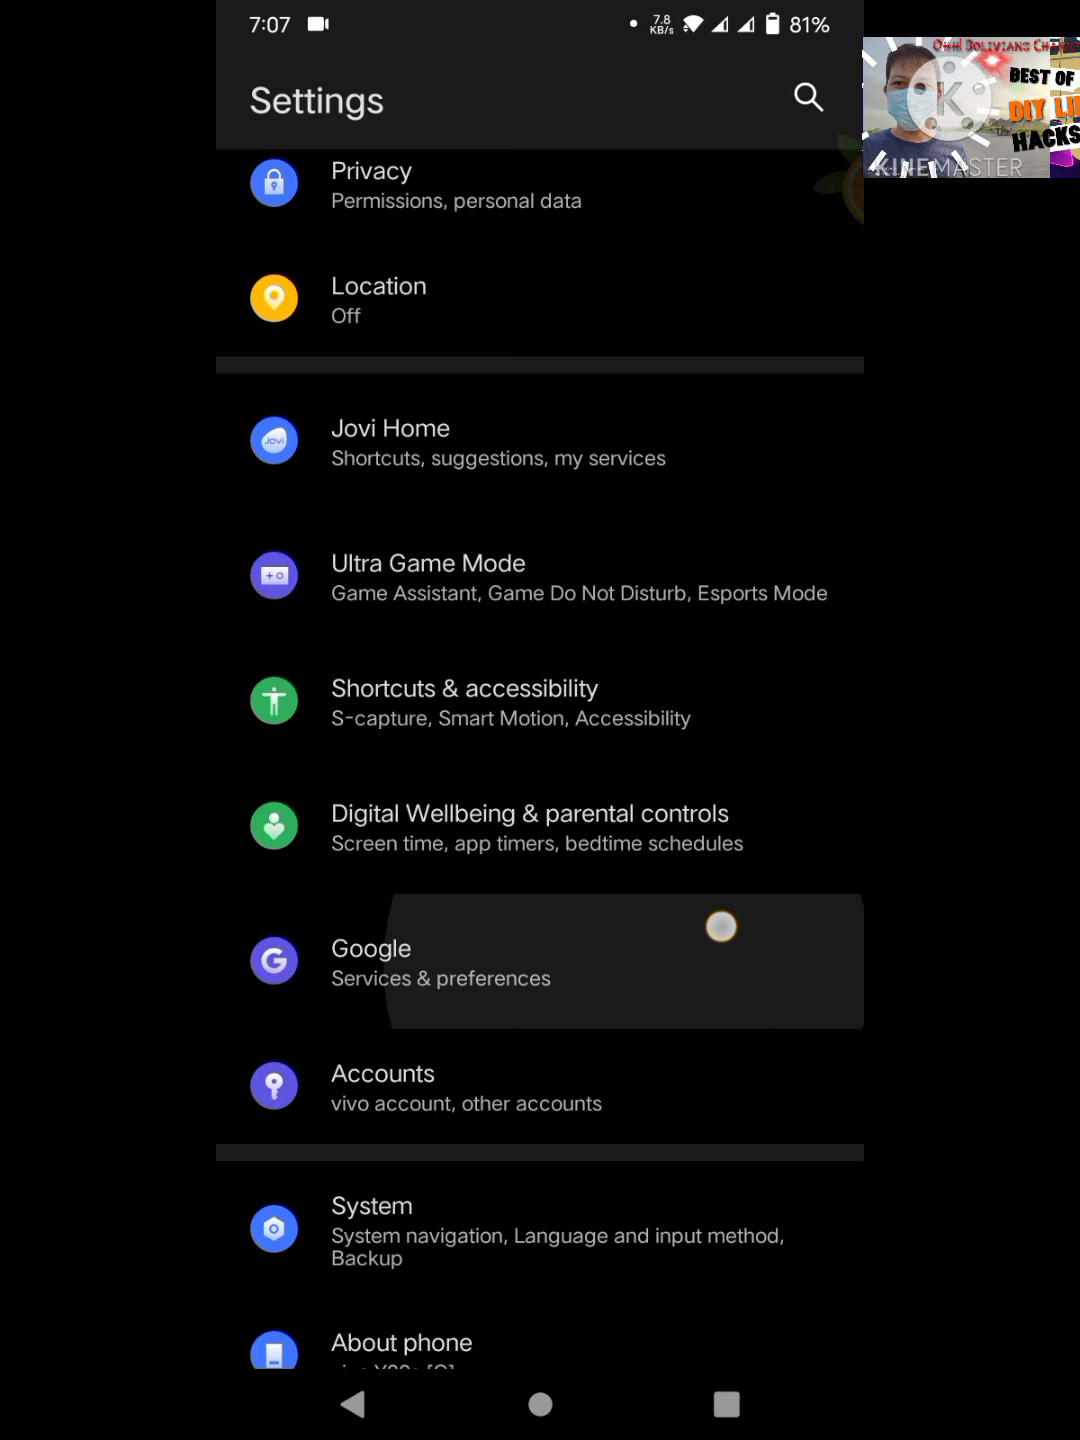 7:07
7.8
KB/s
81%
Settings
Privacy
Permissions, personal data
Location
Off
Jovi Home
Shortcuts, suggestions, my services
Ultra Game Mode
Game Assistant, Game Do Not Disturb, Esports Mode
Shortcuts & accessibility
S-capture, Smart Motion, Accessibility
Digital Wellbeing & parental controls
Screen time, app timers, bedtime schedules
Google
Services & preferences
Accounts
vivo account, other accounts
System
System navigation, Language and input method,
Backup
About phone
BEST OF
DIY
HACKS
KINEMASTER